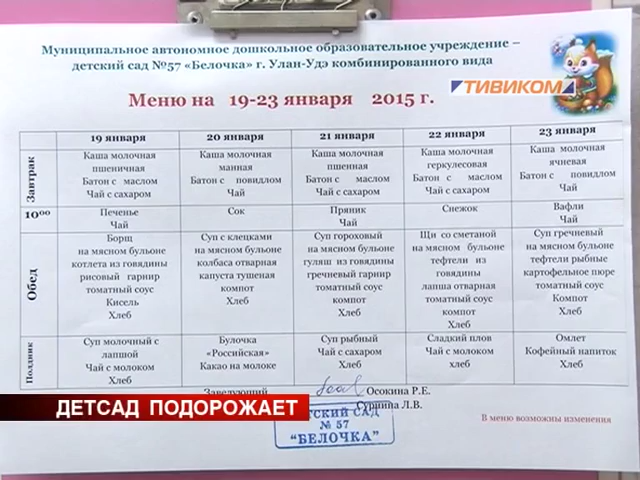 Муниципальное автономное дошкольное образовательное учреждение –
детский сад №57 «Белочка» г. Улан-Удэ комбинированного вида
ТИВИКОМ
Меню на 19-23 января 2015 г.
19 января 20 января 21 января 22 января 23 января
Завтрак
Каша молочная
пшеничная
Батон с маслом
Чай с сахаром
Каша молочная
манная
Батон с повидлом
Чай
Каша молочная
пшенная
Батон с маслом
Чай с сахаром
Каша молочная
геркулесовая
Батон с маслом
Чай с сахаром
Каша молочная
ячневая
Батон с повидлом
Чай
10⁰⁰
Печенье
Чай
Сок
Пряник
Чай
Снежок
Вафли
Чай
Обед
Борщ
на мясном бульоне
котлета из говядины
рисовый гарнир
томатный соус
Кисель
Хлеб
Суп с клецками
на мясном бульоне
колбаса отварная
капуста тушеная
компот
Хлеб
Суп гороховый
на мясном бульоне
гуляш из говядины
гречневый гарнир
томатный соус
компот
Хлеб
Щи со сметаной
на мясном бульоне
тефтели из
говядины
лапша отварная
томатный соус
компот
Хлеб
Суп гречневый
на мясном бульоне
тефтели рыбные
картофельное пюре
томатный соус
Компот
Хлеб
Полдник
Суп молочный с
лапшой
Чай с молоком
Хлеб
Булочка
«Российская»
Какао на молоке
Суп рыбный
Чай с сахаром
хлеб
Сладкий плов
Чай с молоком
хлеб
Омлет
Кофейный напиток
Хлеб
Заведующий Осокина Р.Е.
Сурнина Л.В.
ДЕТСАД ПОДОРОЖАЕТ
ДЕТСКИЙ САД
№ 57
"БЕЛОЧКА"
В меню возможны изменения